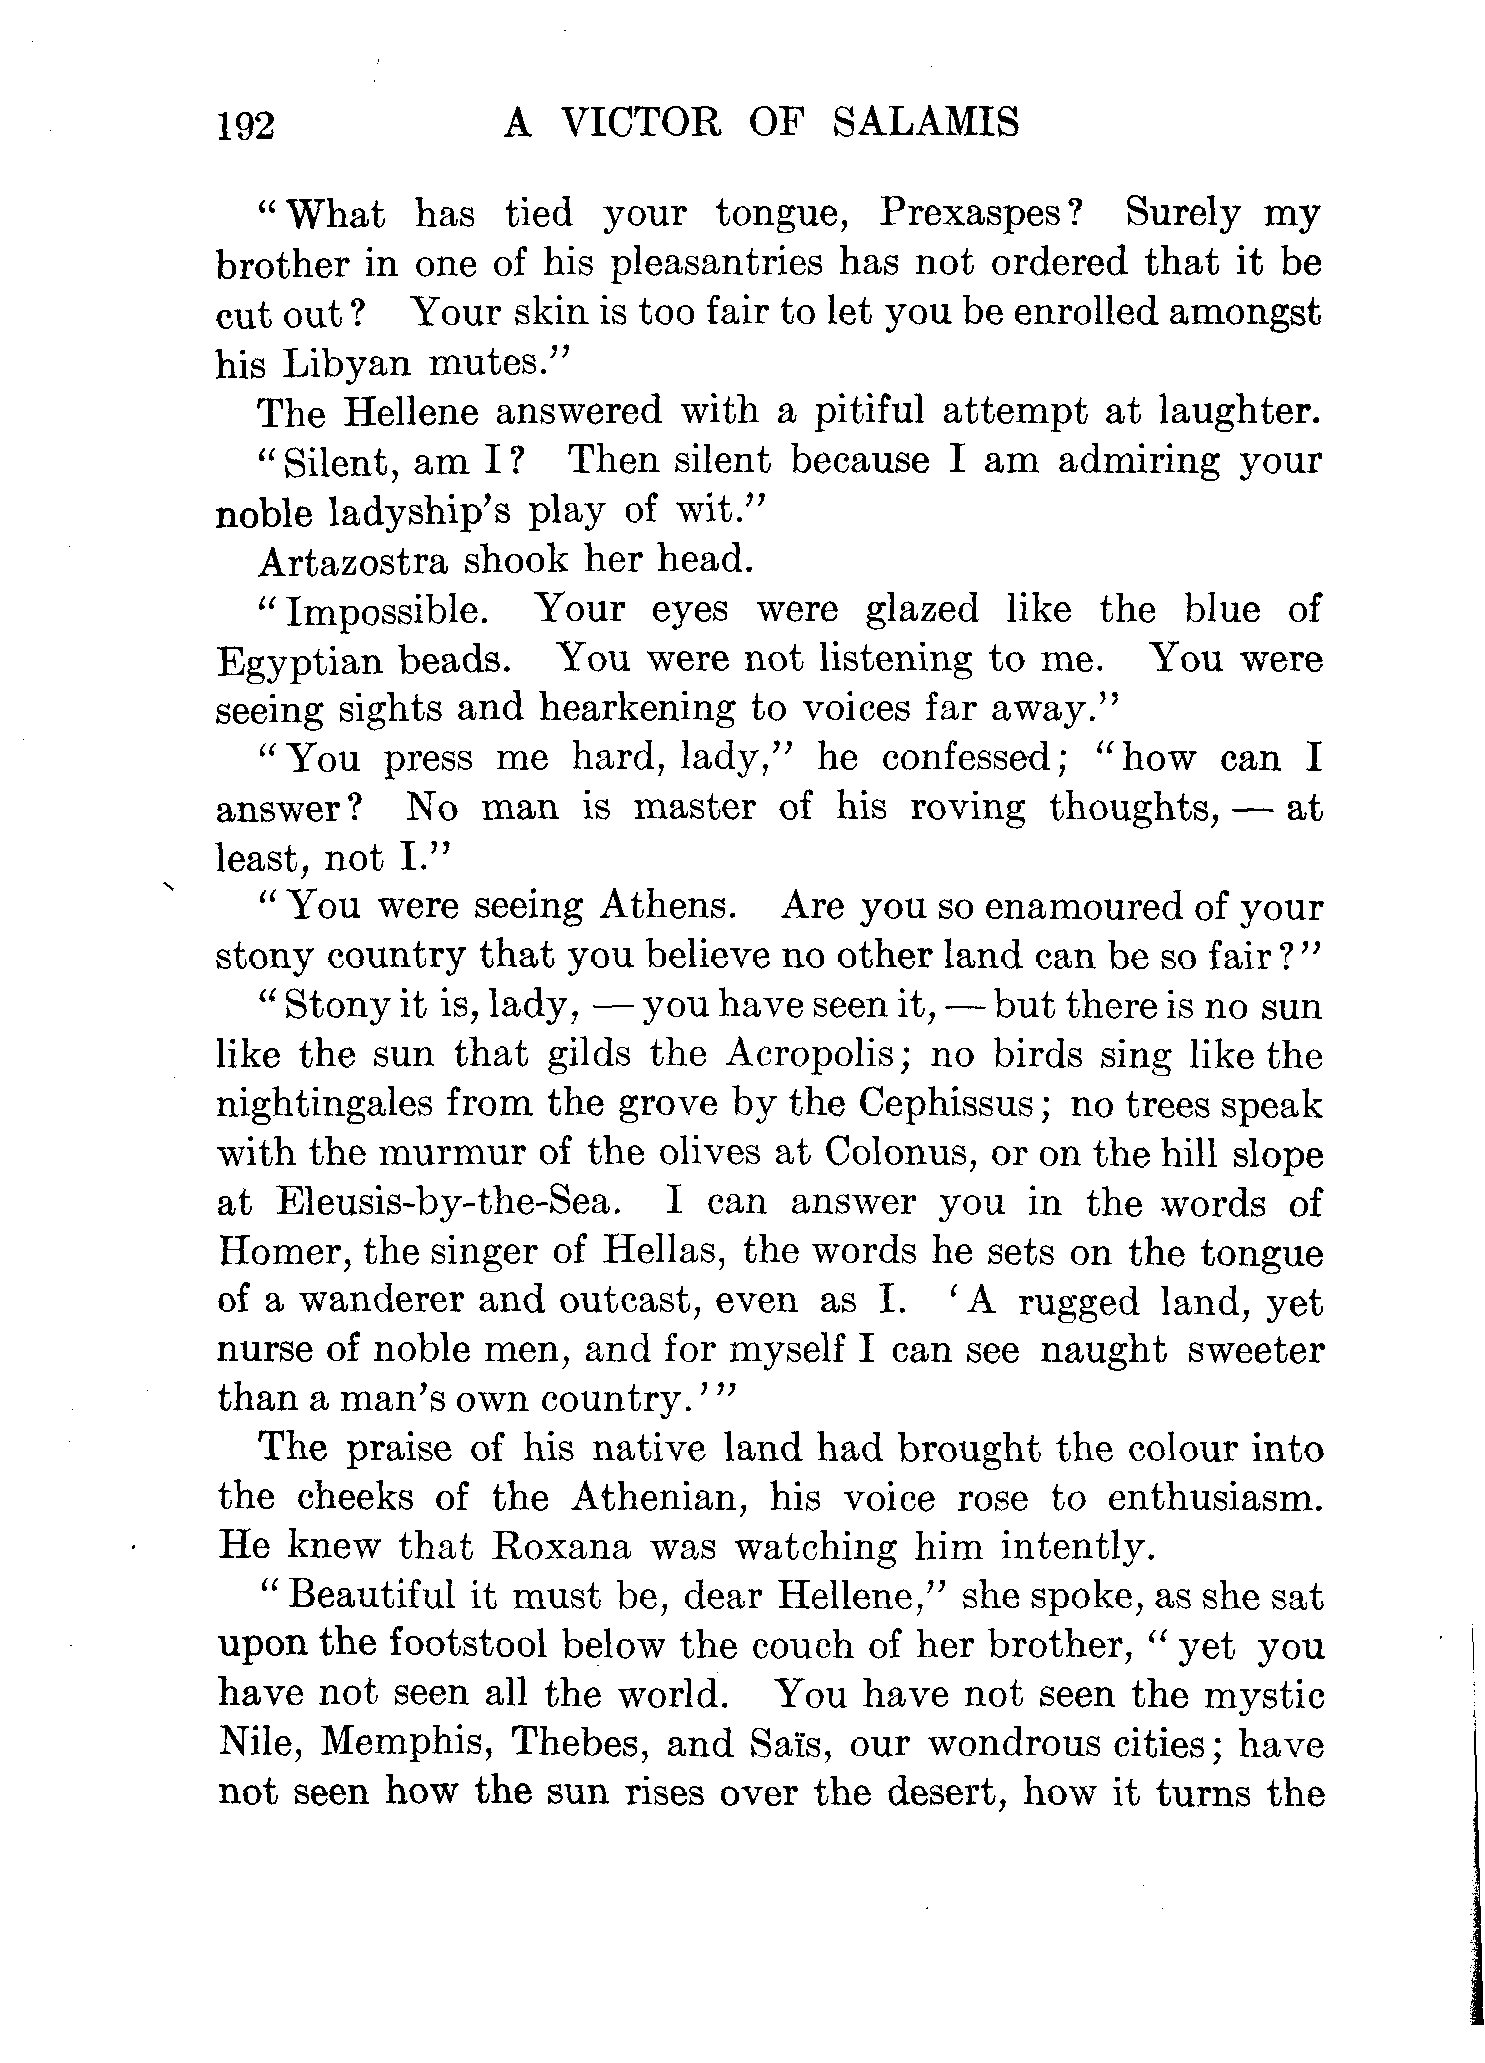 192 A VICTOR OF SALAMIS
“What has tied your tongue, Prexaspes? Surely my
brother in one of his pleasantries has not ordered that it be
cut out? Your skin is too fair to let you be enrolled amongst
his Libyan mutes.”
The Hellene answered with a pitiful attempt at laughter.
“Silent, am I? Then silent because I am admiring your
noble ladyship’s play of wit.”
Artazostra shook her head.
“Impossible. Your eyes were glazed like the blue of
Egyptian beads. You were not listening to me. You were
seeing sights and hearkening to voices far away.”
“You press me hard, lady,” he confessed; “how can I
answer? No man is master of his roving thoughts, — at
least, not I.”
“You were seeing Athens. Are you so enamoured of your
stony country that you believe no other land can be so fair?”
“Stony it is, lady, — you have seen it, — but there is no sun
like the sun that gilds the Acropolis; no birds sing like the
nightingales from the grove by the Cephissus; no trees speak
with the murmur of the olives at Colonus, or on the hill slope
at Eleusis-by-the-Sea. I can answer you in the words of
Homer, the singer of Hellas, the words he sets on the tongue
of a wanderer and outcast, even as I. ‘A rugged land, yet
nurse of noble men, and for myself I can see naught sweeter
than a man’s own country.’”
The praise of his native land had brought the colour into
the cheeks of the Athenian, his voice rose to enthusiasm.
He knew that Roxana was watching him intently.
“Beautiful it must be, dear Hellene,” she spoke, as she sat
upon the footstool below the couch of her brother, “yet you
have not seen all the world. You have not seen the mystic
Nile, Memphis, Thebes, and Saïs, our wondrous cities; have
not seen how the sun rises over the desert, how it turns the